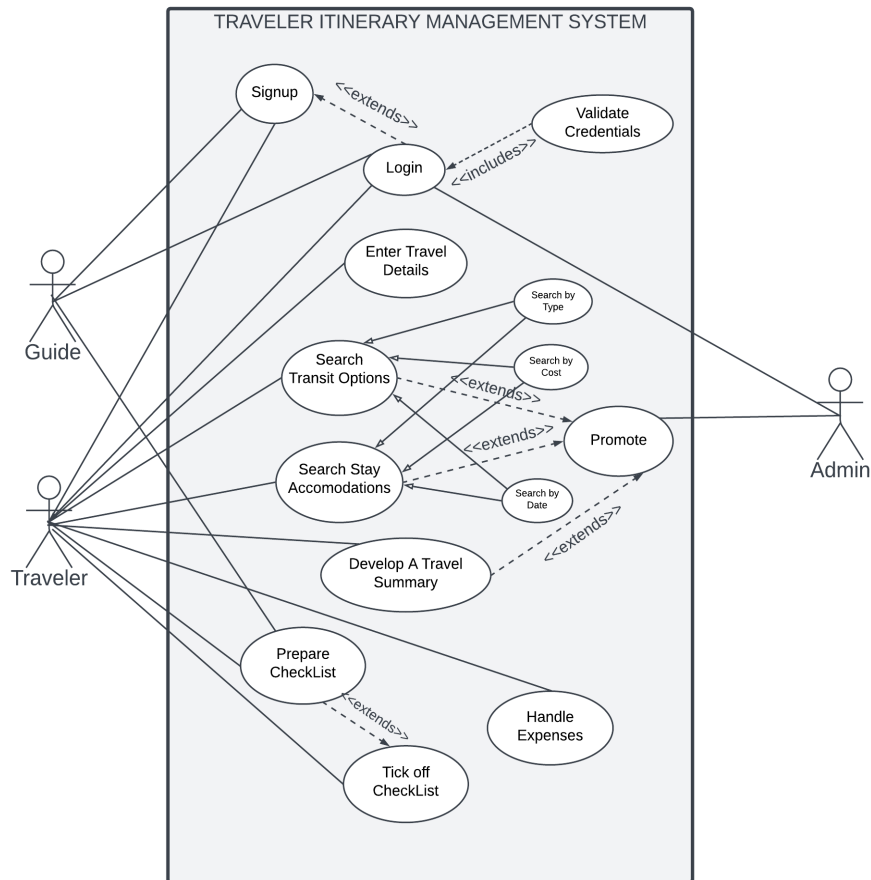 TRAVELER ITINERARY MANAGEMENT SYSTEM
Signup
<<extends>>
Validate
Credentials
Login
<<includes>>
Enter Travel
Details
Guide
Search by
Type
Search
Transit Options
Search by
Cost
<<extends>>
Promote
Admin
<<extends>>
Search Stay
Accomodations
Search by
Date
<<extends>>
Traveler
Develop A Travel
Summary
Prepare
CheckList
<<extends>>
Handle
Expenses
Tick off
CheckList